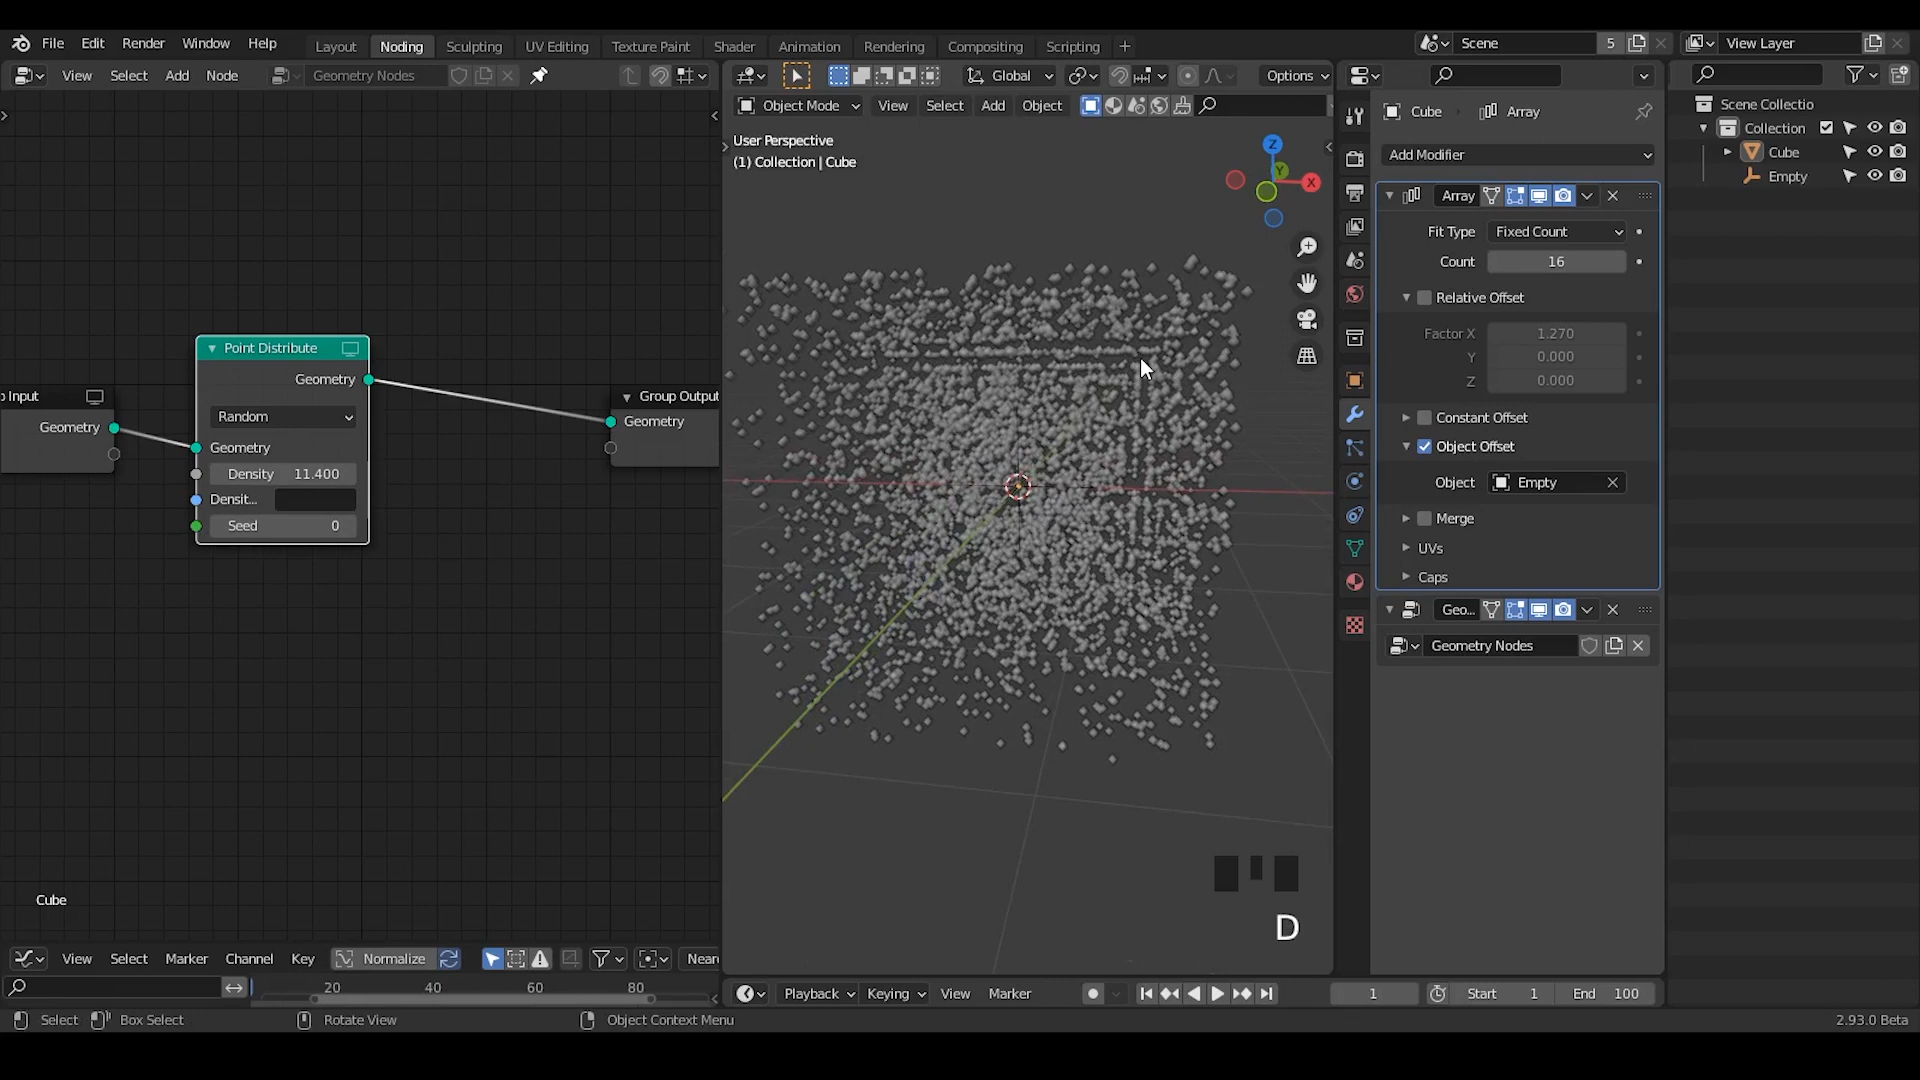 File Edit Render Window Help Layout Noding Sculpting UV Editing Texture Paint Shader Animation Rendering Compositing Scripting + Scene 5 View Layer
View Select Add Node Geometry Nodes Global Options
Object Mode View Select Add Object
User Perspective
(1) Collection | Cube
Z
Y
X
Point Distribute
Geometry
Random
Geometry
Density 11.400
Densit...
Seed 0
p Input
Geometry
Group Output
Geometry
Cube
D
Cube Array
Add Modifier
Array
Fit Type Fixed Count
Count 16
Relative Offset
Factor X 1.270
Y 0.000
Z 0.000
Constant Offset
Object Offset
Object Empty
Merge
UVs
Caps
Geo...
Geometry Nodes
Scene Collectio
Collection
Cube
Empty
View Select Marker Channel Key Normalize Near
20 40 60 80
Playback Keying View Marker 1 Start 1 End 100
Select Box Select Rotate View Object Context Menu 2.93.0 Beta